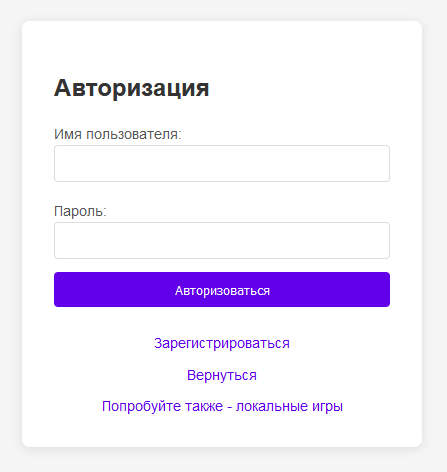 Авторизация
Имя пользователя:
Пароль:
Авторизоваться
Зарегистрироваться
Вернуться
Попробуйте также - локальные игры